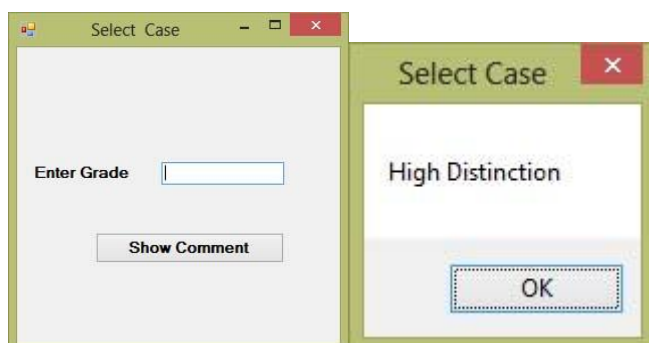 Select Case
Enter Grade
Show Comment
Select Case
High Distinction
OK